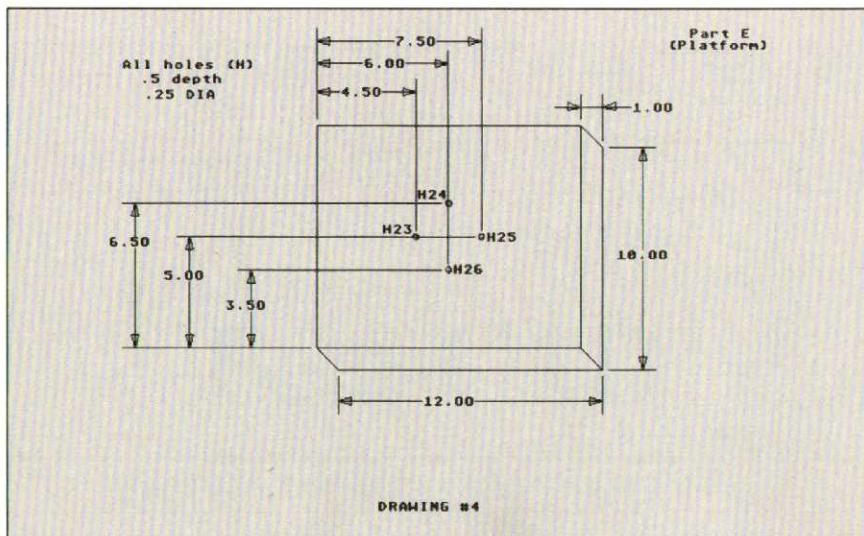 7.50
Part E
(Platform)
All holes (H)
.5 depth
.25 DIA
6.00
4.50
1.00
H24
H23
H25
6.50
5.00
10.00
H26
3.50
12.00
DRAWING #4